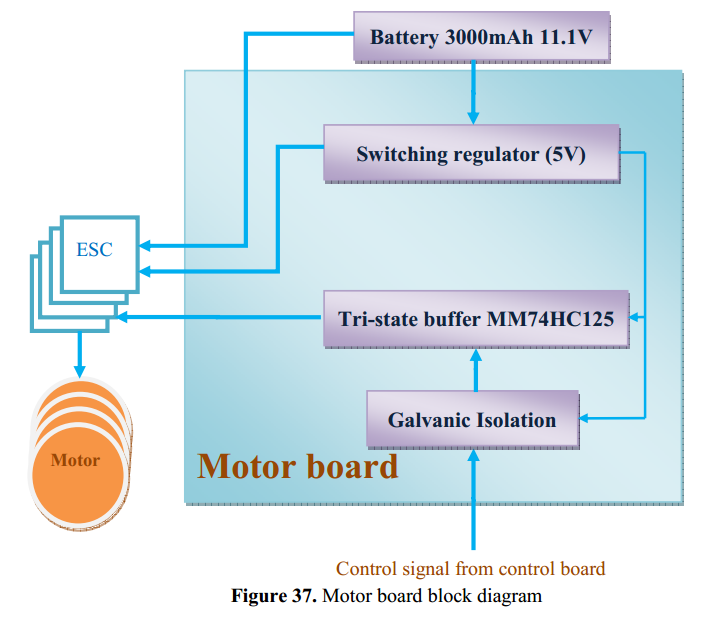 Battery 3000mAh 11.1V
Switching regulator (5V)
ESC
Tri-state buffer MM74HC125
Galvanic Isolation
Motor
Motor board
Control signal from control board
Figure 37. Motor board block diagram